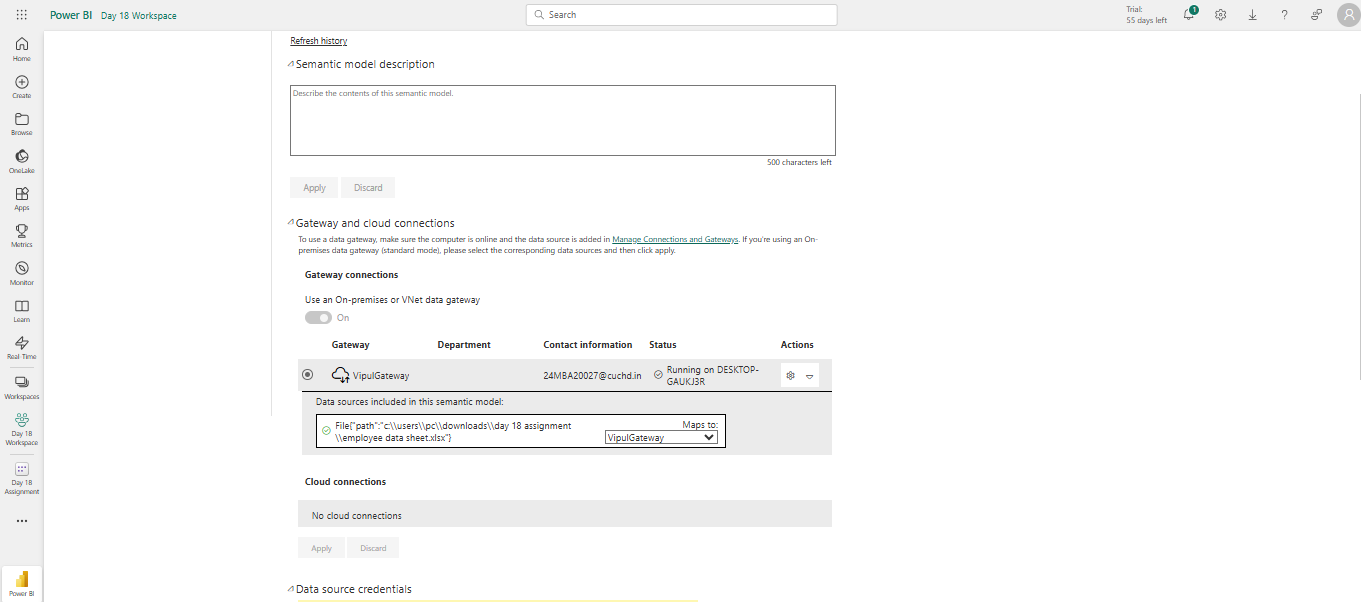 Power BI Day 18 Workspace
Search
Trial:
55 days left
1
Home
Create
Browse
OneLake
Apps
Metrics
Monitor
Learn
Real-Time
Workspaces
Day 18
Workspace
Day 18
Assignment
Power BI
Refresh history
Semantic model description
Describe the contents of this semantic model.
500 characters left
Apply Discard
Gateway and cloud connections
To use a data gateway, make sure the computer is online and the data source is added in Manage Connections and Gateways. If you're using an On-
premises data gateway (standard mode), please select the corresponding data sources and then click apply.
Gateway connections
Use an On-premises or VNet data gateway
On
Gateway Department Contact information Status Actions
VipulGateway 24MBA20027@cuchd.in Running on DESKTOP-
GAUKJ3R
Data sources included in this semantic model:
File{"path":"c:\\users\\pc\\downloads\\day 18 assignment
\\employee data sheet.xlsx"}
Maps to:
VipulGateway
Cloud connections
No cloud connections
Apply Discard
Data source credentials